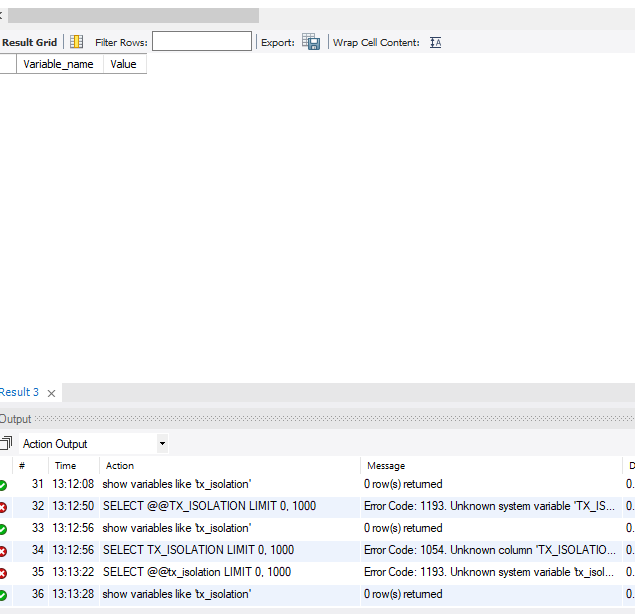 Result Grid Filter Rows: Export: Wrap Cell Content:
Variable_name Value
Result 3
Output
Action Output
# Time Action Message D
31 13:12:08 show variables like 'tx_isolation' 0 row(s) returned 0.
32 12:12:50 SELECT @@TX_ISOLATION LIMIT 0, 1000 Error Code: 1193. Unknown system variable 'TX_IS... 0.
33 13:12:56 show variables like 'tx_isolation' 0 row(s) returned 0.
34 13:12:56 SELECT TX_ISOLATION LIMIT 0, 1000 Error Code: 1054. Unknown column 'TX_ISOLATIO... 0.
35 13:13:22 SELECT @@tx_isolation LIMIT 0, 1000 Error Code: 1193. Unknown system variable 'tx_isol... 0.
36 13:13:28 show variables like 'tx_isolation' 0 row(s) returned 0.